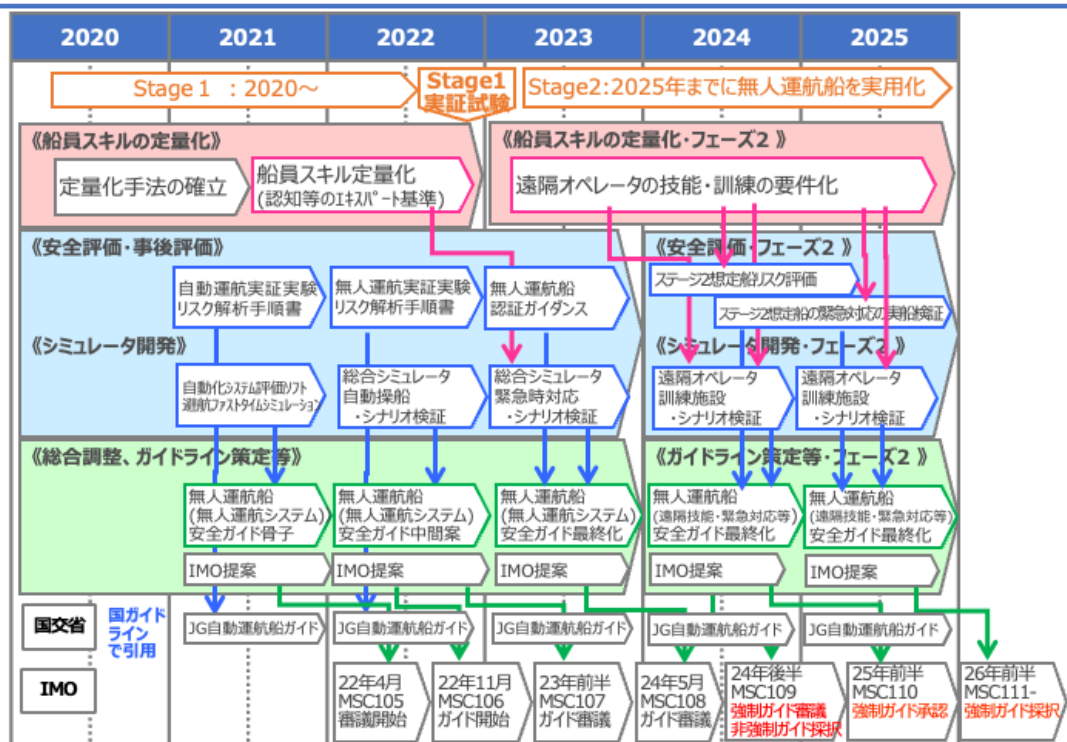 2020
2021
2022
2023
2024
2025
Stage 1 ：2020～
Stage1
実証試験
Stage2:2025年までに無人運航船を実用化
《船員スキルの定量化》
定量化手法の確立
船員スキル定量化
(認知等のｴｷｽﾊﾟｰﾄ基準)
《船員スキルの定量化・フェーズ2 》
遠隔オペレータの技能・訓練の要件化
《安全評価・事後評価》
自動運航実証実験
リスク解析手順書
無人運航実証実験
リスク解析手順書
無人運航船
認証ガイダンス
《安全評価・フェーズ2 》
ステージ2想定船リスク評価
ステージ2想定船の緊急対応の実船検証
《シミュレータ開発》
自動化システム評価ソフト
避航ファストタイムシミュレーション
総合シミュレータ
自動操船
・シナリオ検証
総合シミュレータ
緊急時対応
・シナリオ検証
《シミュレータ開発・フェーズ2 》
遠隔オペレータ
訓練施設
・シナリオ検証
遠隔オペレータ
訓練施設
・シナリオ検証
《総合調整、ガイドライン策定等》
無人運航船
(無人運航システム)
安全ガイド骨子
無人運航船
(無人運航システム)
安全ガイド中間案
無人運航船
(無人運航システム)
安全ガイド最終化
《ガイドライン策定等・フェーズ2 》
無人運航船
(遠隔技能・緊急対応等)
安全ガイド最終化
無人運航船
(遠隔技能・緊急対応等)
安全ガイド最終化
IMO提案
IMO提案
IMO提案
IMO提案
IMO提案
国交省
国ガイド
ライン
で引用
JG自動運航船ガイド
JG自動運航船ガイド
JG自動運航船ガイド
JG自動運航船ガイド
JG自動運航船ガイド
IMO
22年4月
MSC105
審議開始
22年11月
MSC106
ガイド開始
23年前半
MSC107
ガイド審議
24年5月
MSC108
ガイド審議
24年後半
MSC109
強制ガイド審議
非強制ガイド採択
25年前半
MSC110
強制ガイド承認
26年前半
MSC111-
強制ガイド採択